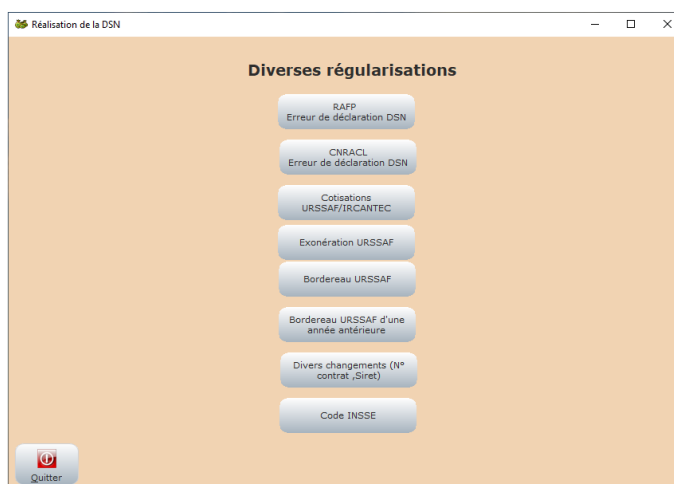 Réalisation de la DSN
Diverses régularisations
RAFP
Erreur de déclaration DSN
CNRACL
Erreur de déclaration DSN
Cotisations
URSSAF/IRCANTEC
Exonération URSSAF
Bordereau URSSAF
Bordereau URSSAF d'une
année antérieure
Divers changements (N°
contrat ,Siret)
Code INSSE
Quitter